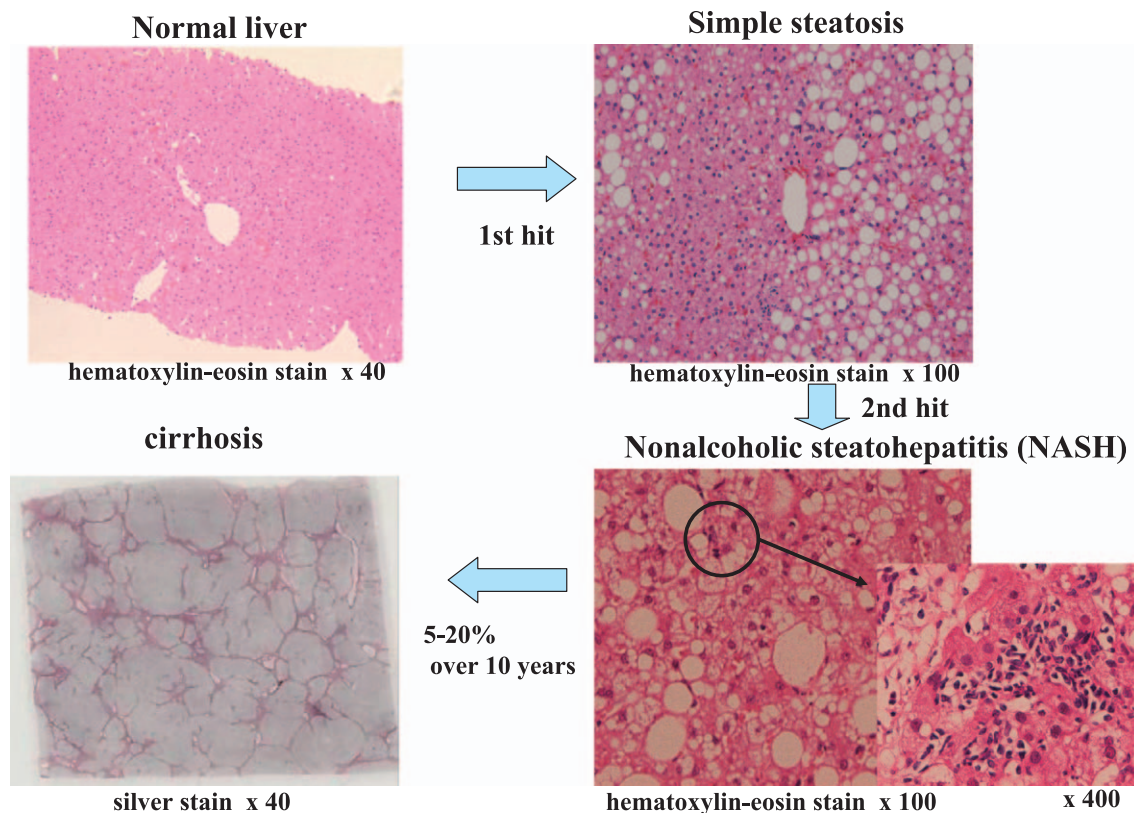 Normal liver
Simple steatosis
1st hit
hematoxylin-eosin stain x 40
hematoxylin-eosin stain x 100
2nd hit
cirrhosis
Nonalcoholic steatohepatitis (NASH)
5-20%
over 10 years
silver stain x 40
hematoxylin-eosin stain x 100
x 400